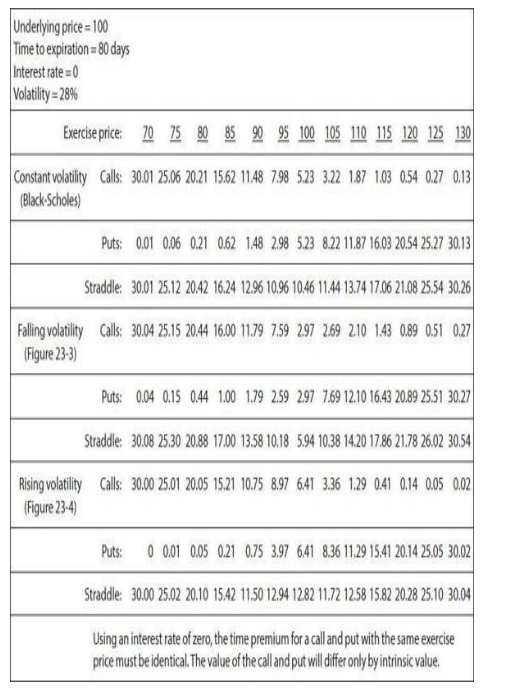 Underlying price = 100
Time to expiration = 80 days
Interest rate = 0
Volatility = 28%
Exercise price: 70 75 80 85 90 95 100 105 110 115 120 125 130
Constant volatility Calls: 30.01 25.06 20.21 15.62 11.48 7.98 5.23 3.22 1.87 1.03 0.54 0.27 0.13
(Black-Scholes)
Puts: 0.01 0.06 0.21 0.62 1.48 2.98 5.23 8.22 11.87 16.03 20.54 25.27 30.13
Straddle: 30.01 25.12 20.42 16.24 12.96 10.96 10.46 11.44 13.74 17.06 21.08 25.54 30.26
Falling volatility Calls: 30.04 25.15 20.44 16.00 11.79 7.59 2.97 2.69 2.10 1.43 0.89 0.51 0.27
(Figure 23-3)
Puts: 0.04 0.15 0.44 1.00 1.79 2.59 2.97 7.69 12.10 16.43 20.89 25.51 30.27
Straddle: 30.08 25.30 20.88 17.00 13.58 10.18 5.94 10.38 14.20 17.86 21.78 26.02 30.54
Rising volatility Calls: 30.00 25.01 20.05 15.21 10.75 8.97 6.41 3.36 1.29 0.41 0.14 0.05 0.02
(Figure 23-4)
Puts: 0 0.01 0.05 0.21 0.75 3.97 6.41 8.36 11.29 15.41 20.14 25.05 30.02
Straddle: 30.00 25.02 20.10 15.42 11.50 12.94 12.82 11.72 12.58 15.82 20.28 25.10 30.04
Using an interest rate of zero, the time premium for a call and put with the same exercise
price must be identical. The value of the call and put will differ only by intrinsic value.